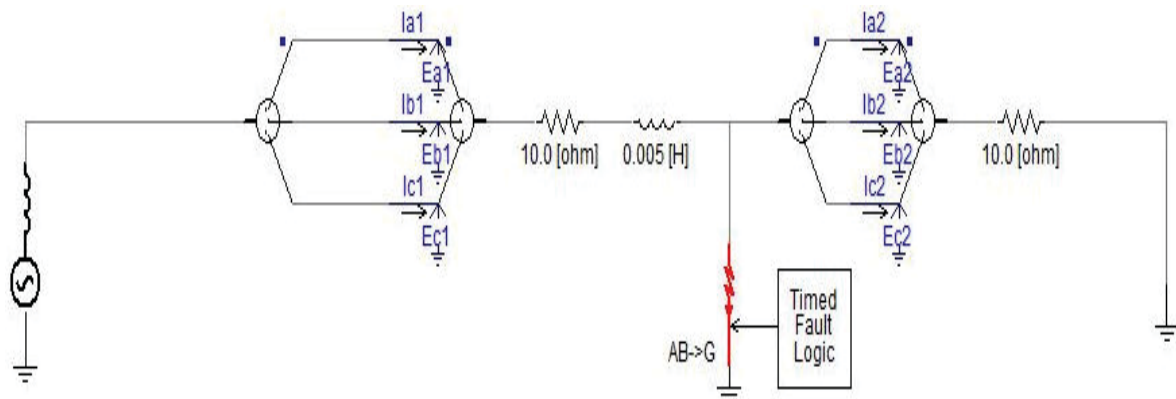 Ia1
Ea1
Ib1
Eb1
Ic1
Ec1
10.0 [ohm]
0.005 [H]
Ia2
Ea2
Ib2
Eb2
Ic2
Ec2
10.0 [ohm]
AB->G
Timed
Fault
Logic